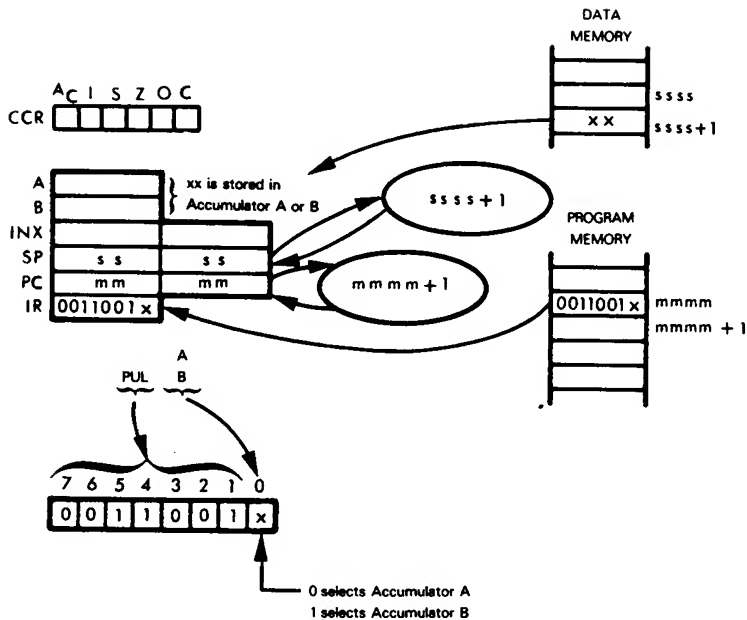 DATA
MEMORY
ssss
xx
ssss+1
AC I S Z O C
CCR
A
B
xx is stored in
Accumulator A or B
INX
SP ss ss
PC mm mm
IR 0011001x
ssss+1
mmmm+1
PROGRAM
MEMORY
0011001x mmmm
mmmm + 1
PUL
A
B
7 6 5 4 3 2 1 0
0 0 1 1 0 0 1 x
0 selects Accumulator A
1 selects Accumulator B